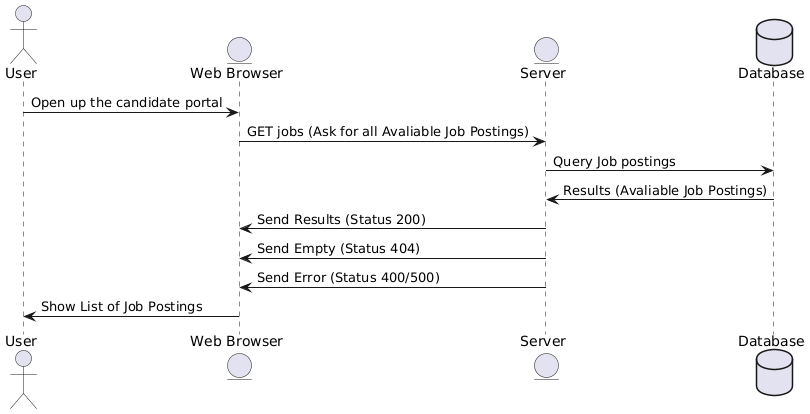 User
Web Browser
Server
Database
Open up the candidate portal
GET jobs (Ask for all Avaliable Job Postings)
Query Job postings
Results (Avaliable Job Postings)
Send Results (Status 200)
Send Empty (Status 404)
Send Error (Status 400/500)
Show List of Job Postings
User
Web Browser
Server
Database